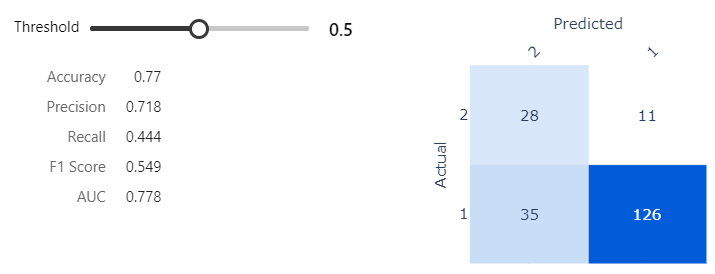 Threshold 0.5
Accuracy 0.77
Precision 0.718
Recall 0.444
F1 Score 0.549
AUC 0.778
Predicted
2 1
Actual
2 28 11
1 35 126